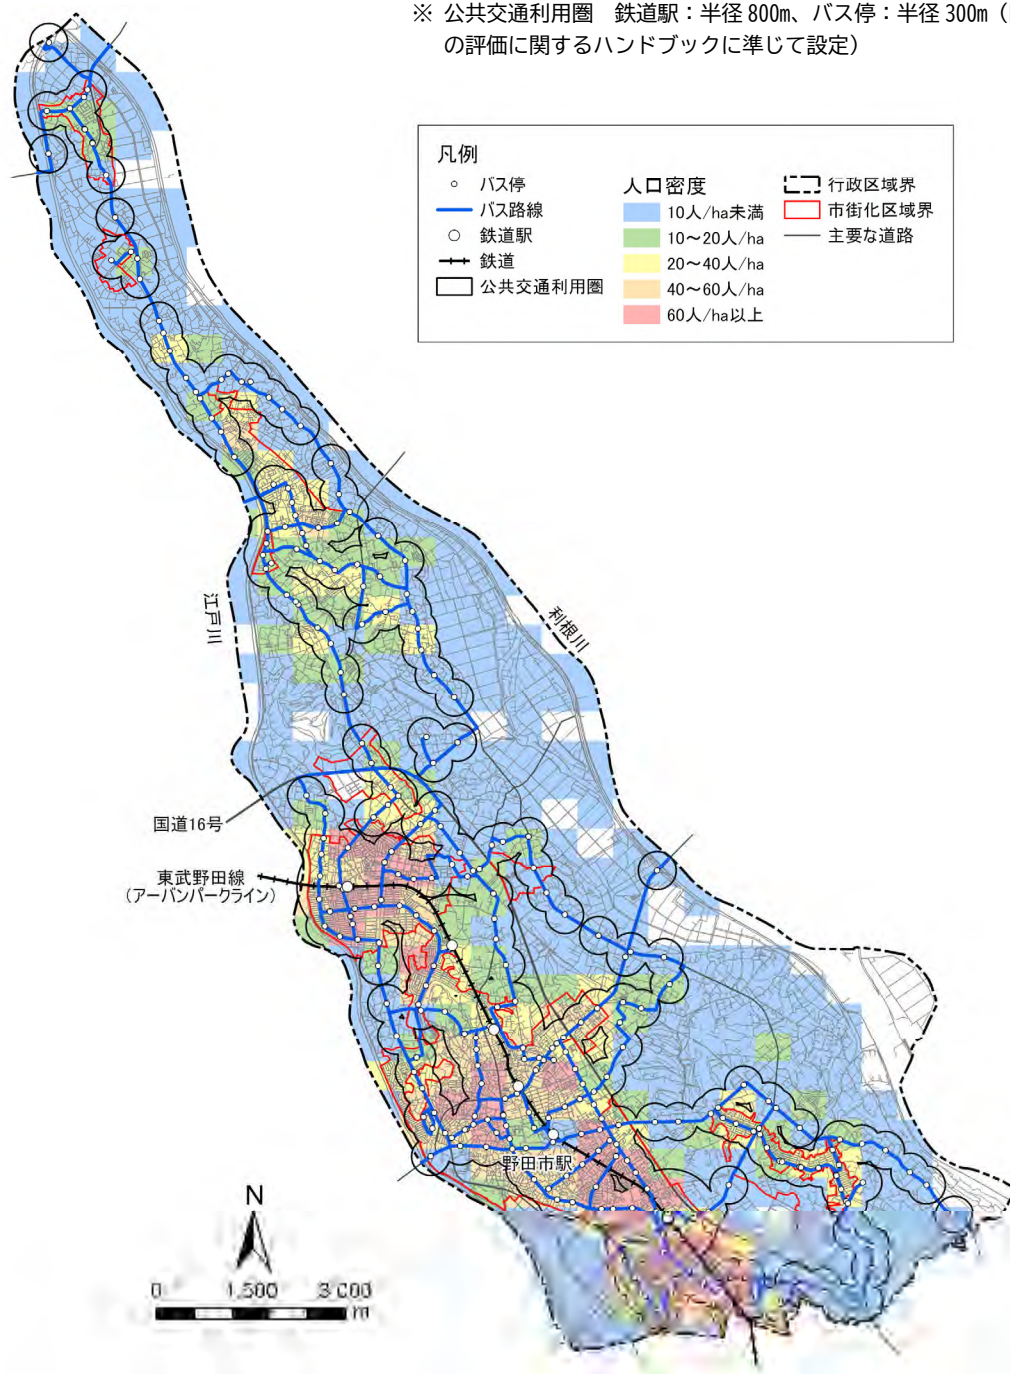 ※ 公共交通利用圏 鉄道駅：半径 800m、バス停：半径 300m（
の評価に関するハンドブックに準じて設定）
凡例
バス停
バス路線
鉄道駅
鉄道
公共交通利用圏
人口密度
10人/ha未満
10～20人/ha
20～40人/ha
40～60人/ha
60人/ha以上
行政区域界
市街化区域界
主要な道路
江戸川
利根川
国道16号
東武野田線
（アーバンパークライン）
野田市駅
N
0 1,500 3,000
m